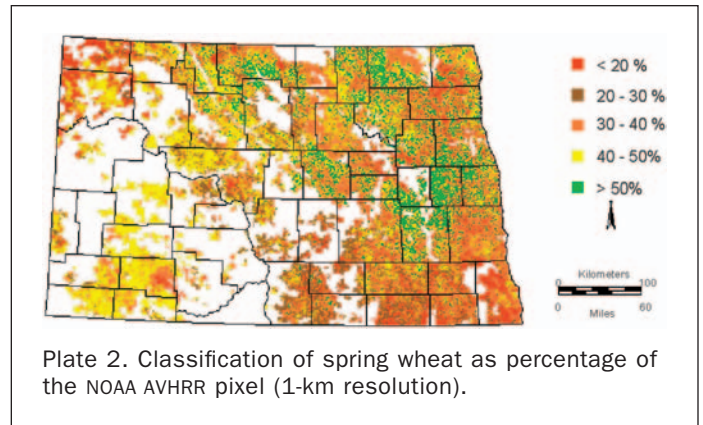 < 20 %
20 - 30 %
30 - 40 %
40 - 50%
> 50%
Kilometers
0 100
0 60
Miles
Plate 2. Classification of spring wheat as percentage of
the NOAA AVHRR pixel (1-km resolution).